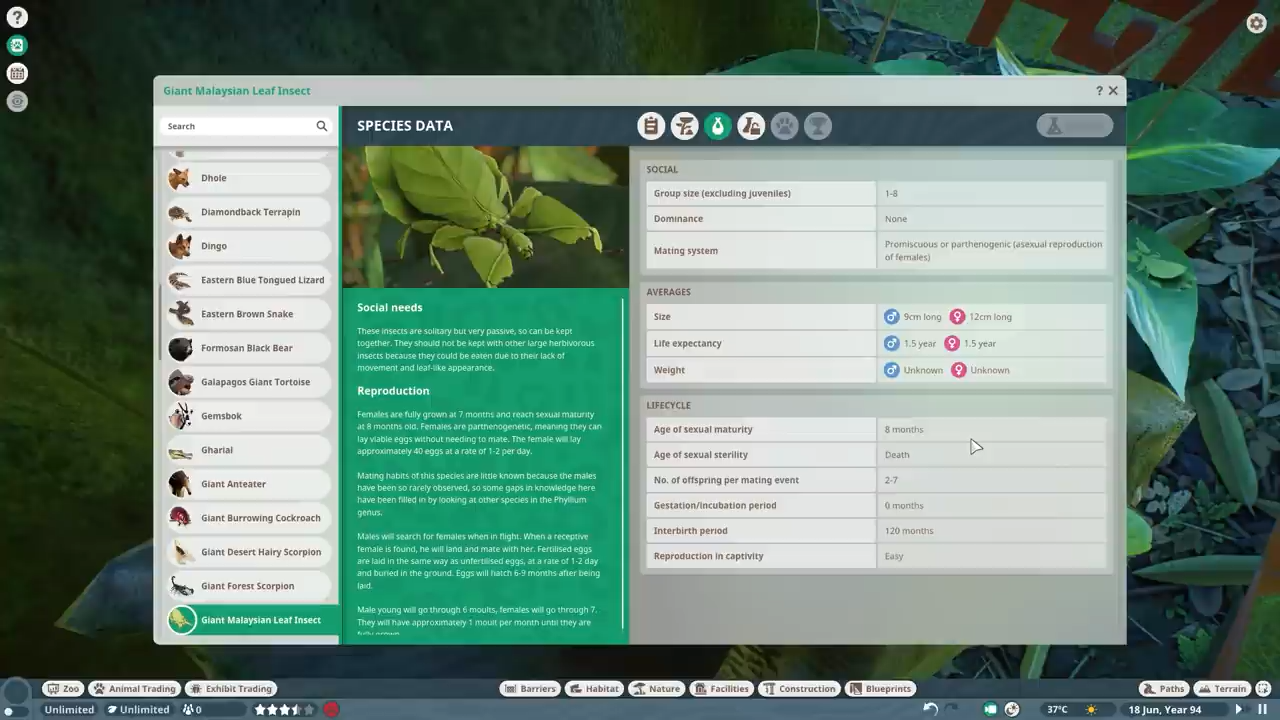 Giant Malaysian Leaf Insect
?
Search
SPECIES DATA
Dhole
Diamondback Terrapin
Dingo
Eastern Blue Tongued Lizard
Eastern Brown Snake
Formosan Black Bear
Galapagos Giant Tortoise
Gemsbok
Gharial
Giant Anteater
Giant Burrowing Cockroach
Giant Desert Hairy Scorpion
Giant Forest Scorpion
Giant Malaysian Leaf Insect
Social needs
These insects are solitary but very passive, so can be kept
together. They should not be kept with other large herbivorous
insects because they could be eaten due to their lack of
movement and leaf-like appearance.
Reproduction
Females are fully grown at 7 months and reach sexual maturity
at 8 months old. Females are parthenogenetic, meaning they can
lay viable eggs without needing to mate. The female will lay
approximately 40 eggs at a rate of 1-2 per day.
Mating habits of this species are little known because the males
have been so rarely observed, so some gaps in knowledge here
have been filled in by looking at other species in the Phyllium
genus.
Males will search for females when in flight. When a receptive
female is found, he will land and mate with her. Fertilised eggs
are laid in the same way as unfertilised eggs, at a rate of 1-2 day
and buried in the ground. Eggs will hatch 6-9 months after being
laid.
Male young will go through 6 moults, females will go through 7.
They will have approximately 1 moult per month until they are
fully grown.
SOCIAL
Group size (excluding juveniles) 1-8
Dominance None
Mating system Promiscuous or parthenogenic (asexual reproduction
of females)
AVERAGES
Size 9cm long 12cm long
Life expectancy 1.5 year 1.5 year
Weight Unknown Unknown
LIFECYCLE
Age of sexual maturity 8 months
Age of sexual sterility Death
No. of offspring per mating event 2-7
Gestation/incubation period 0 months
Interbirth period 120 months
Reproduction in captivity Easy
?
Zoo Animal Trading Exhibit Trading Barriers Habitat Nature Facilities Construction Blueprints Paths Terrain
Unlimited Unlimited 0 37°C 18 Jun, Year 94